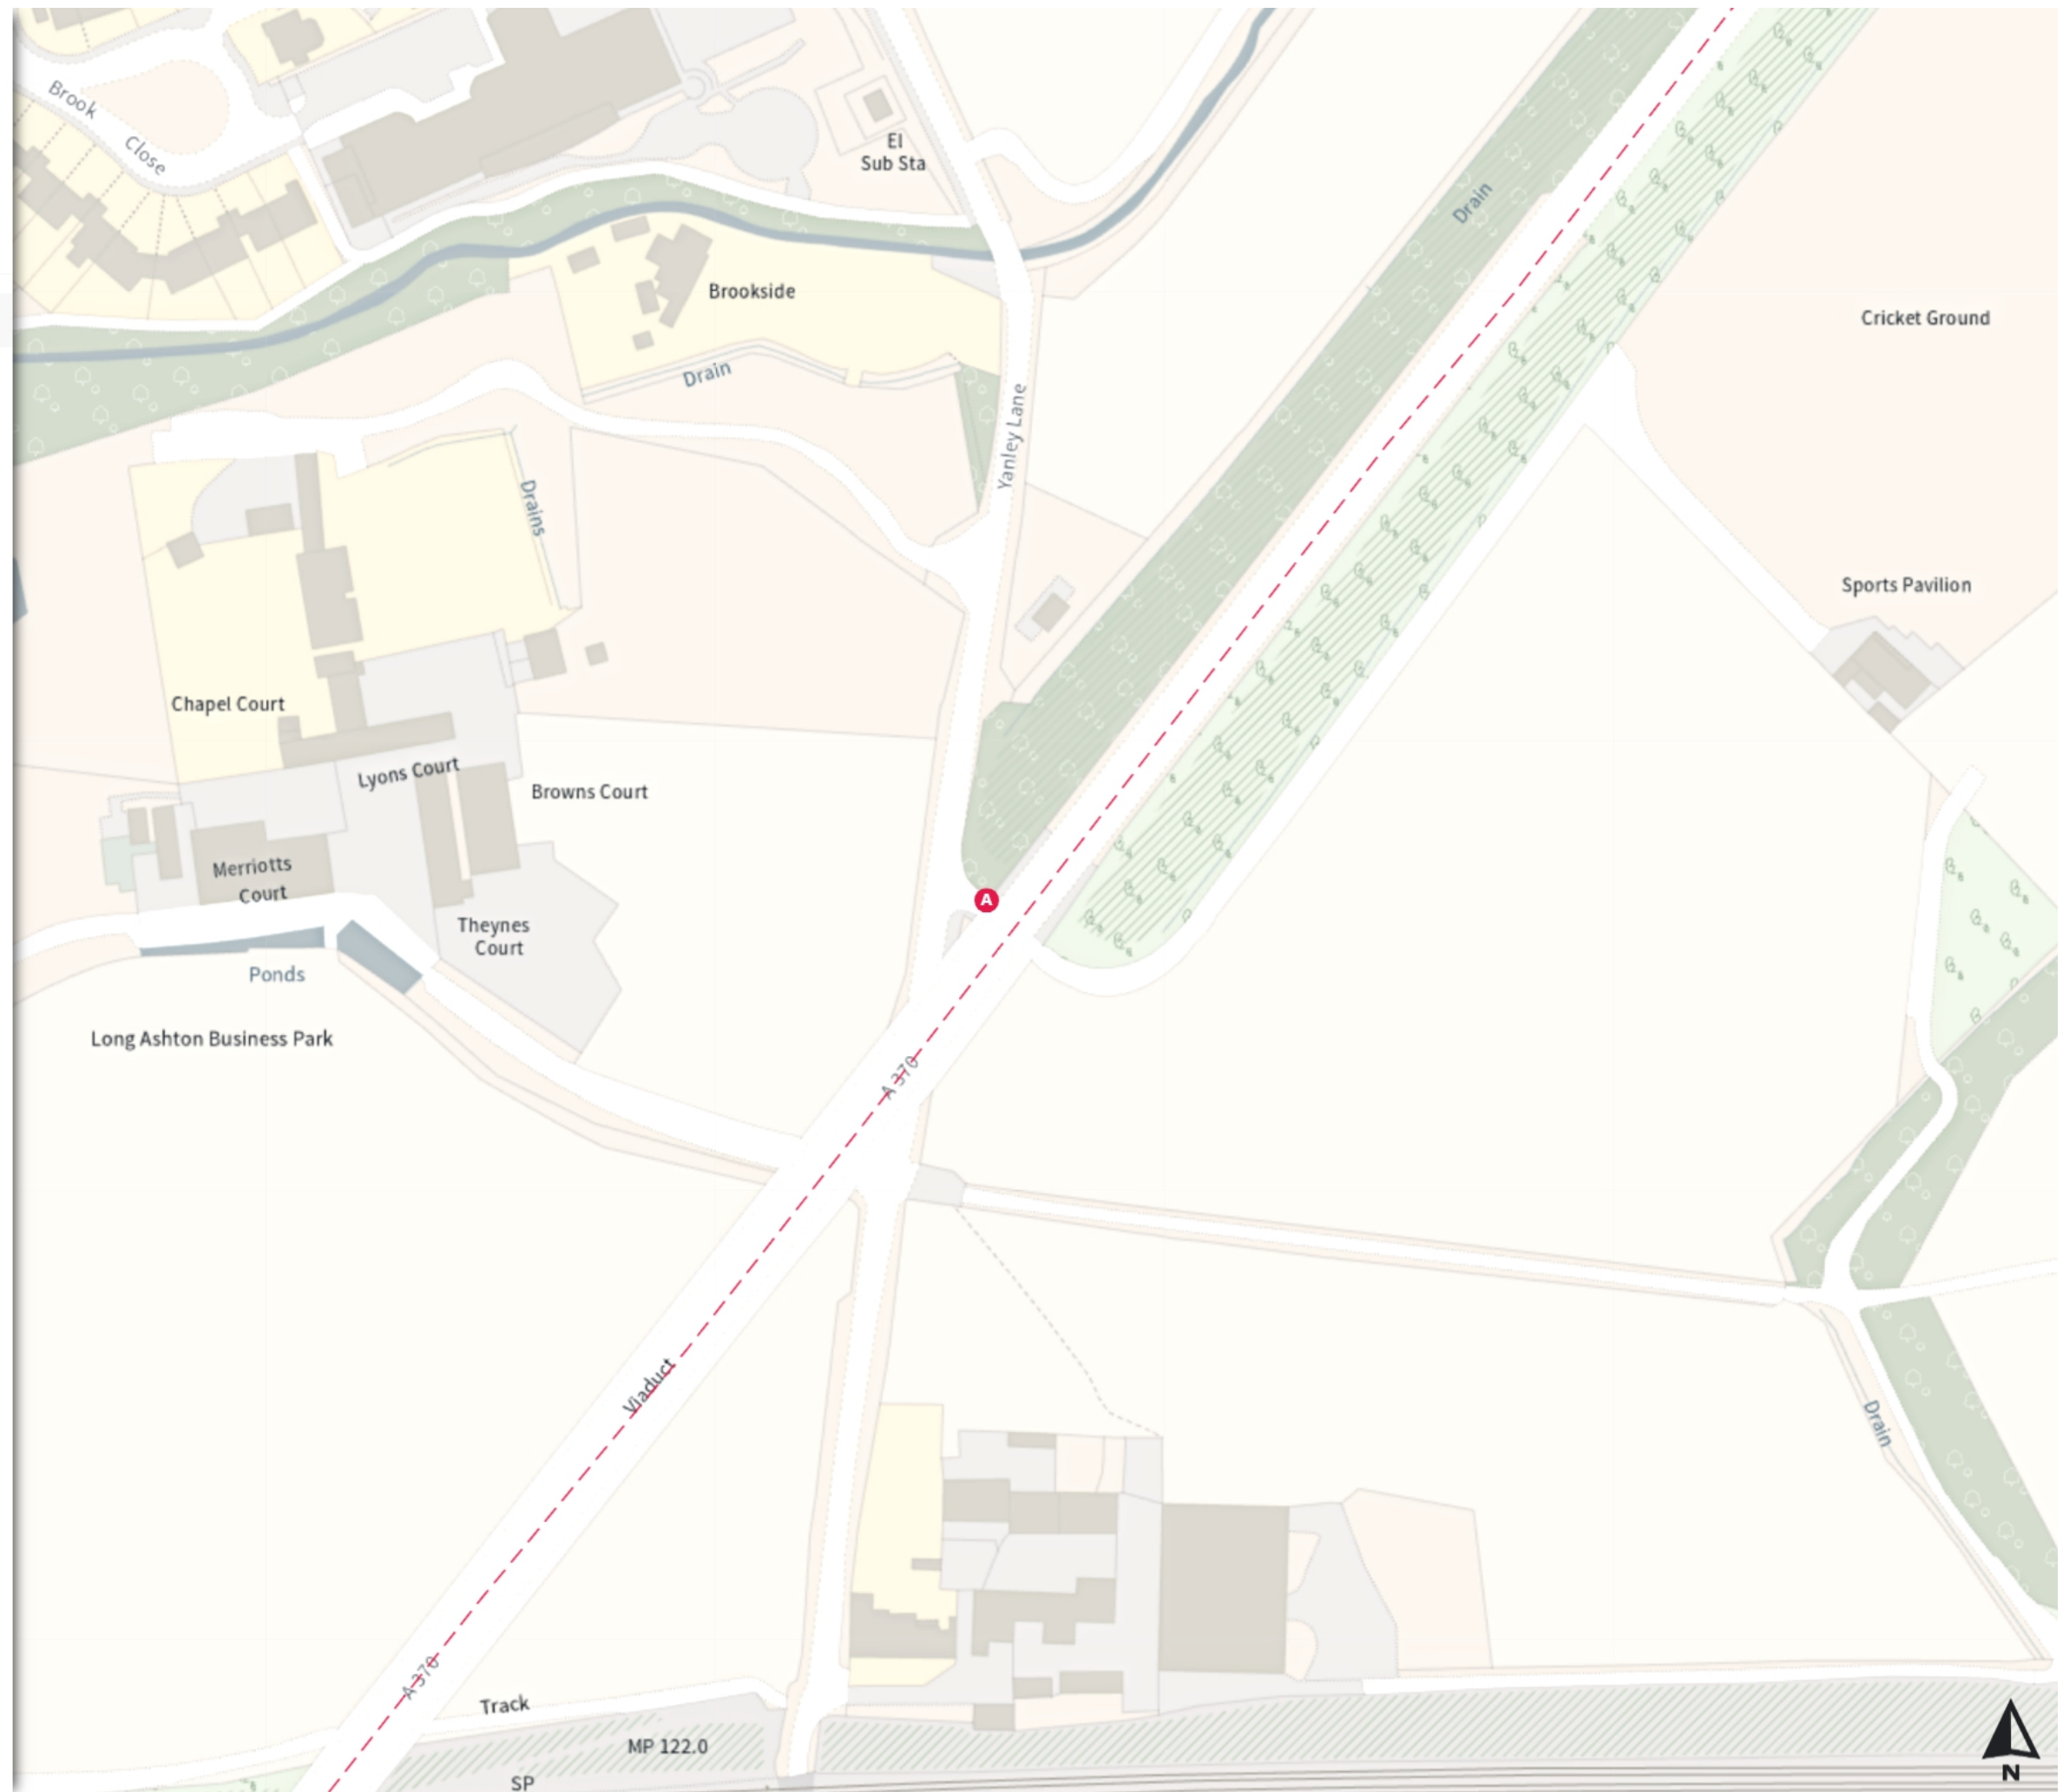 Brook
Close
El
Sub Sta
Drain
Brookside
Cricket Ground
Drain
Yanley Lane
Drains
Sports Pavilion
Chapel Court
Lyons Court
Browns Court
Merriotts
Court
A
Theynes
Court
Ponds
Long Ashton Business Park
A 370
Viaduct
Drain
A 370
Track
MP 122.0
SP
N